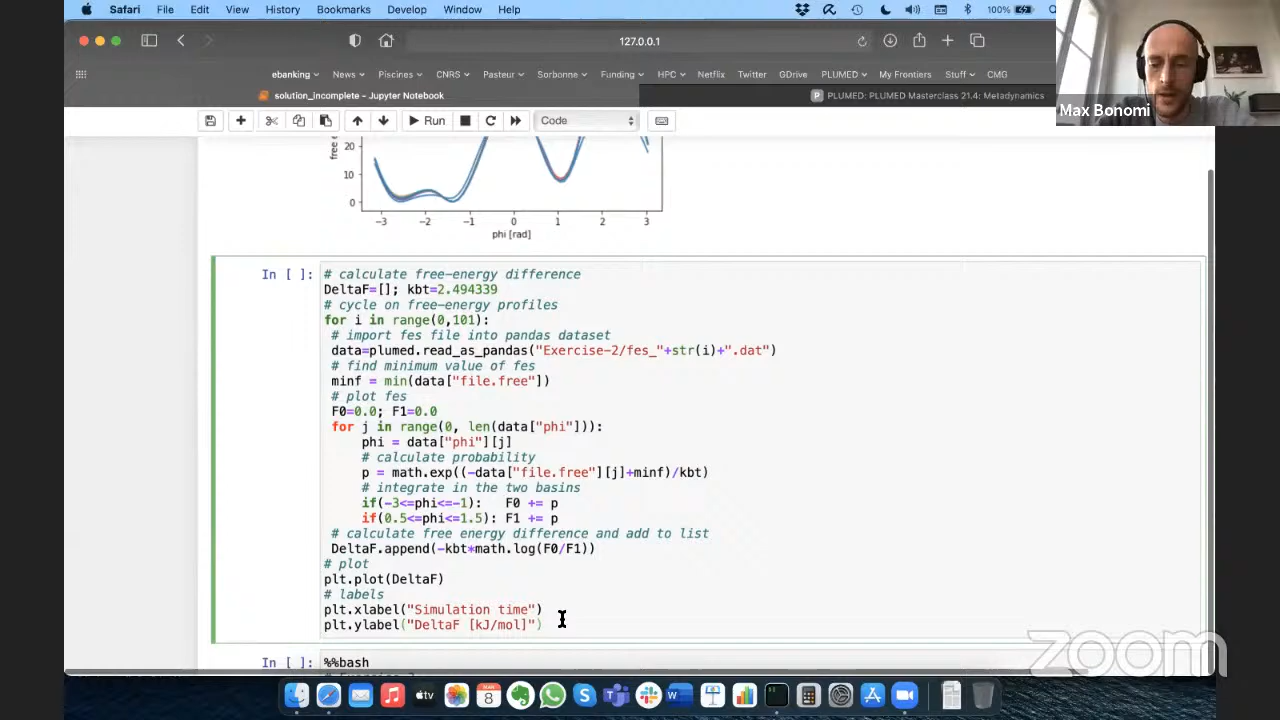 Safari File Edit View History Bookmarks Develop Window Help 100%
127.0.0.1
ebanking News Piscines CNRS Pasteur Sorbonne Funding HPC Netflix Twitter GDrive PLUMED My Frontiers Stuff CMG
solution_incomplete - Jupyter Notebook
P PLUMED: PLUMED Masterclass 21.4: Metadynamics
Max Bonomi
Run Code
free e
20
10
0
−3 −2 −1 0 1 2 3
phi [rad]
In [ ]: # calculate free-energy difference
DeltaF=[]; kbt=2.494339
# cycle on free-energy profiles
for i in range(0,101):
# import fes file into pandas dataset
data=plumed.read_as_pandas("Exercise-2/fes_"+str(i)+".dat")
# find minimum value of fes
minf = min(data["file.free"])
# plot fes
F0=0.0; F1=0.0
for j in range(0, len(data["phi"])):
phi = data["phi"][j]
# calculate probability
p = math.exp((-data["file.free"][j]+minf)/kbt)
# integrate in the two basins
if(-3<=phi<=-1): F0 += p
if(0.5<=phi<=1.5): F1 += p
# calculate free energy difference and add to list
DeltaF.append(-kbt*math.log(F0/F1))
# plot
plt.plot(DeltaF)
# labels
plt.xlabel("Simulation time")
plt.ylabel("DeltaF [kJ/mol]")
In [ ]: %%bash
zoom
tv
MAR
8